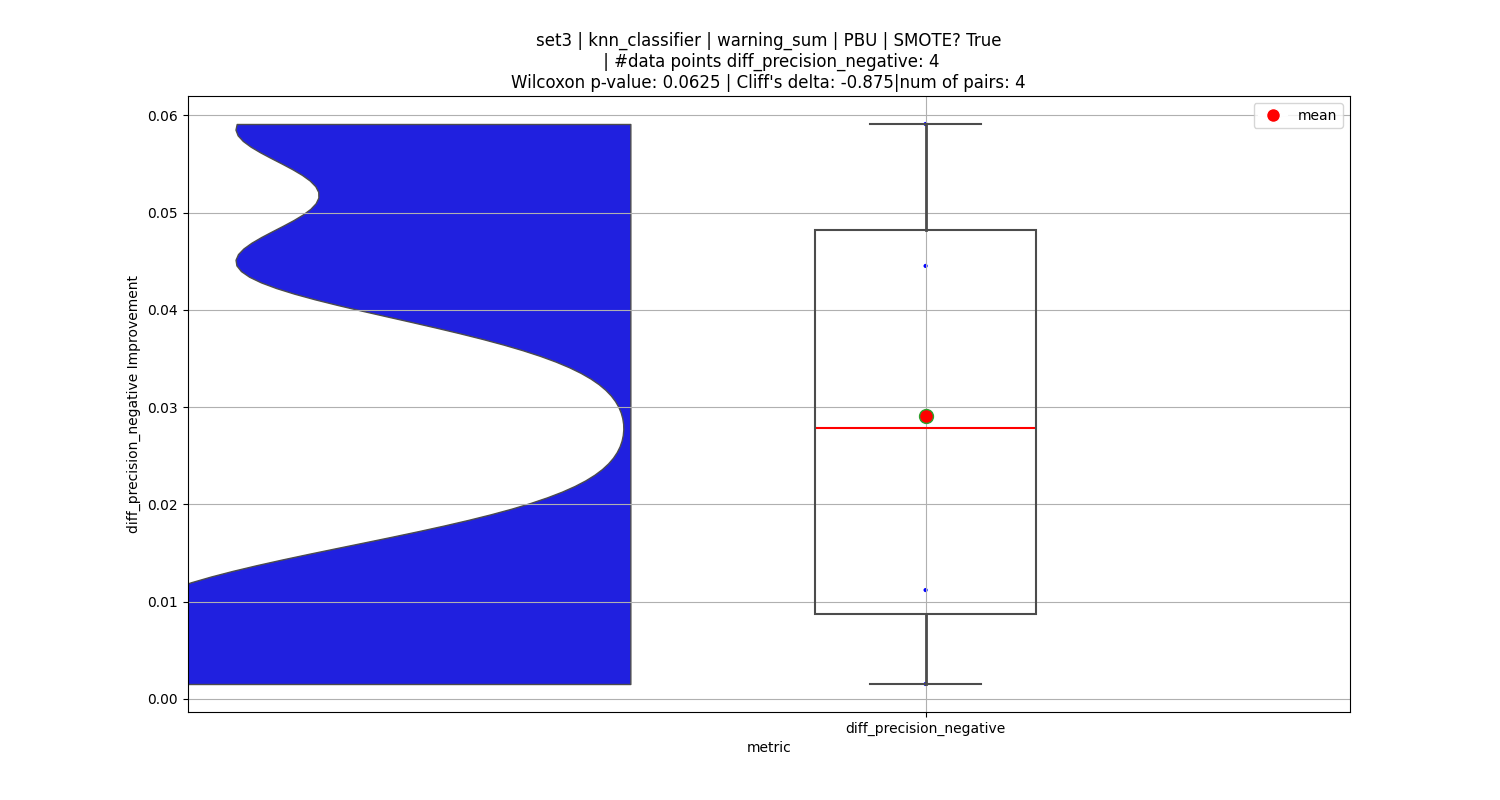 set3 | knn_classifier | warning_sum | PBU | SMOTE? True
| #data points diff_precision_negative: 4
Wilcoxon p-value: 0.0625 | Cliff's delta: -0.875|num of pairs: 4
mean
0.06
0.05
0.04
0.03
0.02
0.01
0.00
diff_precision_negative Improvement
diff_precision_negative
metric